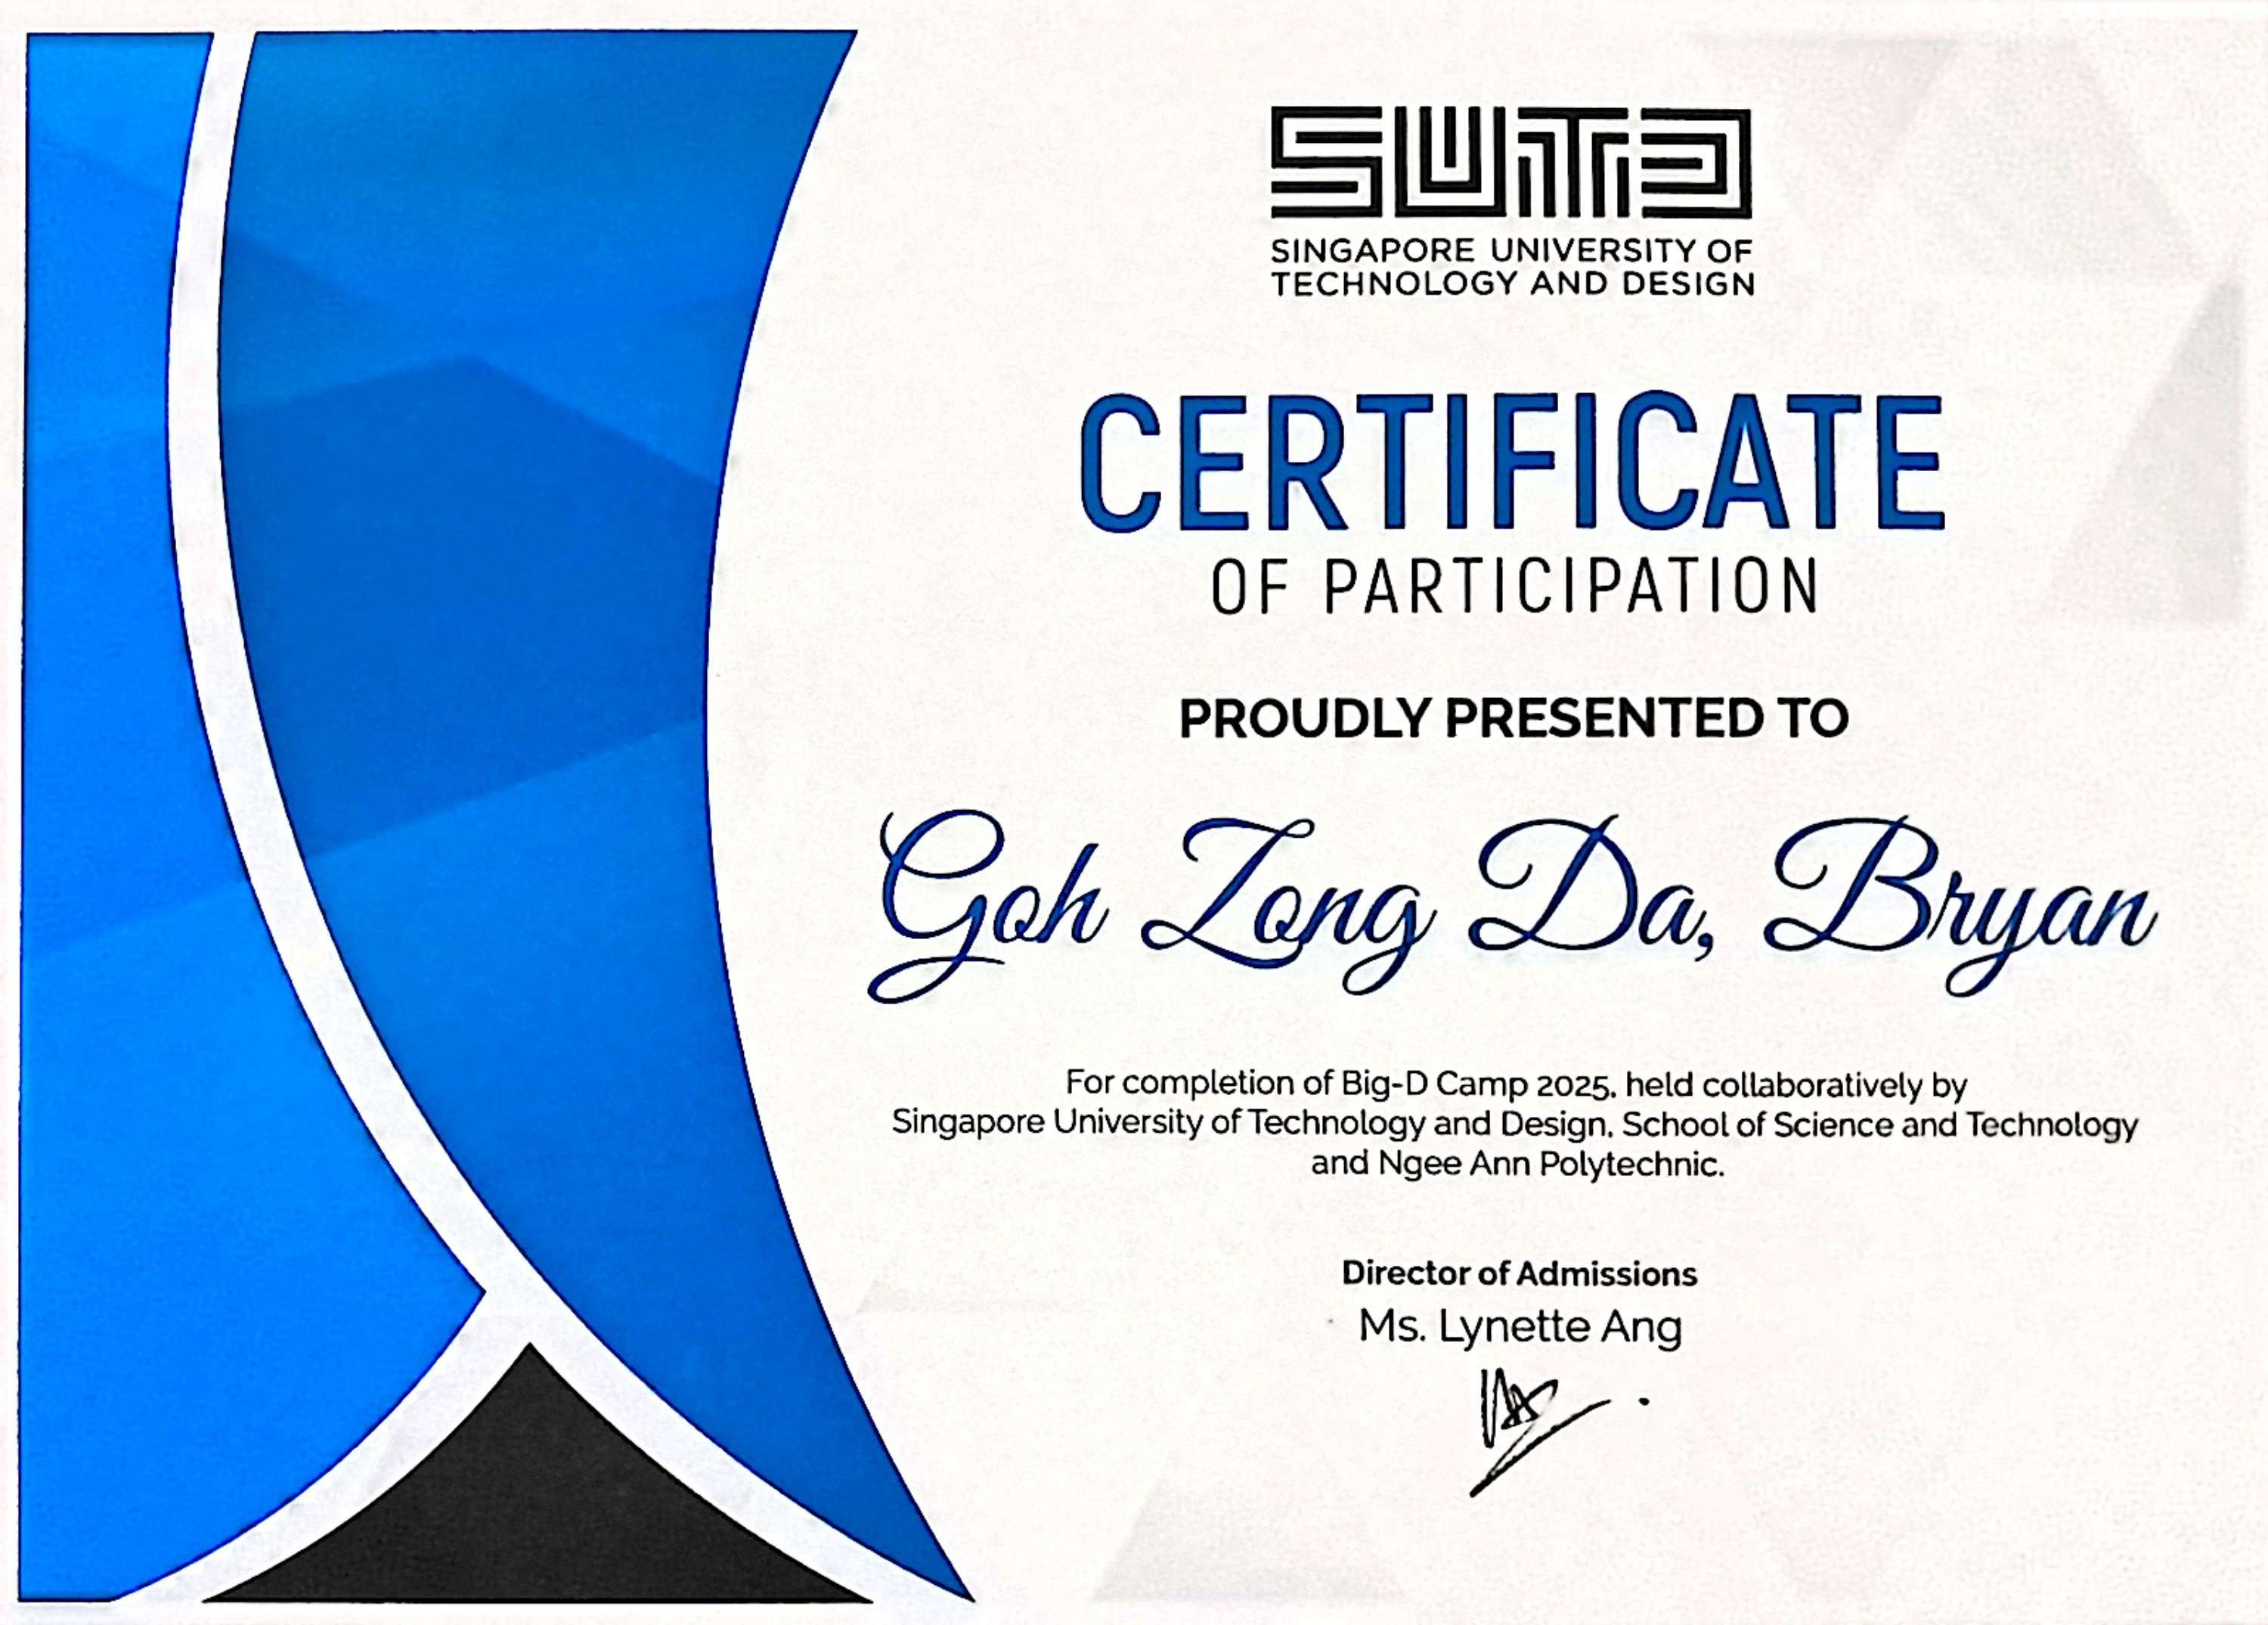 SUTD
SINGAPORE UNIVERSITY OF
TECHNOLOGY AND DESIGN
CERTIFICATE
OF PARTICIPATION
PROUDLY PRESENTED TO
Goh Zong Da, Bryan
For completion of Big-D Camp 2025, held collaboratively by
Singapore University of Technology and Design, School of Science and Technology
and Ngee Ann Polytechnic.
Director of Admissions
Ms. Lynette Ang